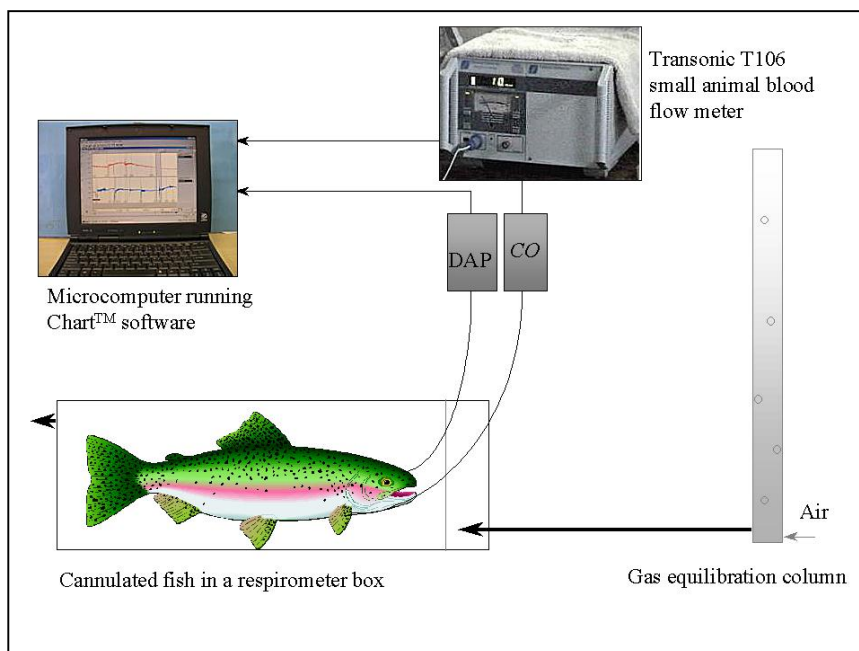 Transonic T106
small animal blood
flow meter
DAP
CO
Microcomputer running
Chart™ software
Air
Cannulated fish in a respirometer box
Gas equilibration column